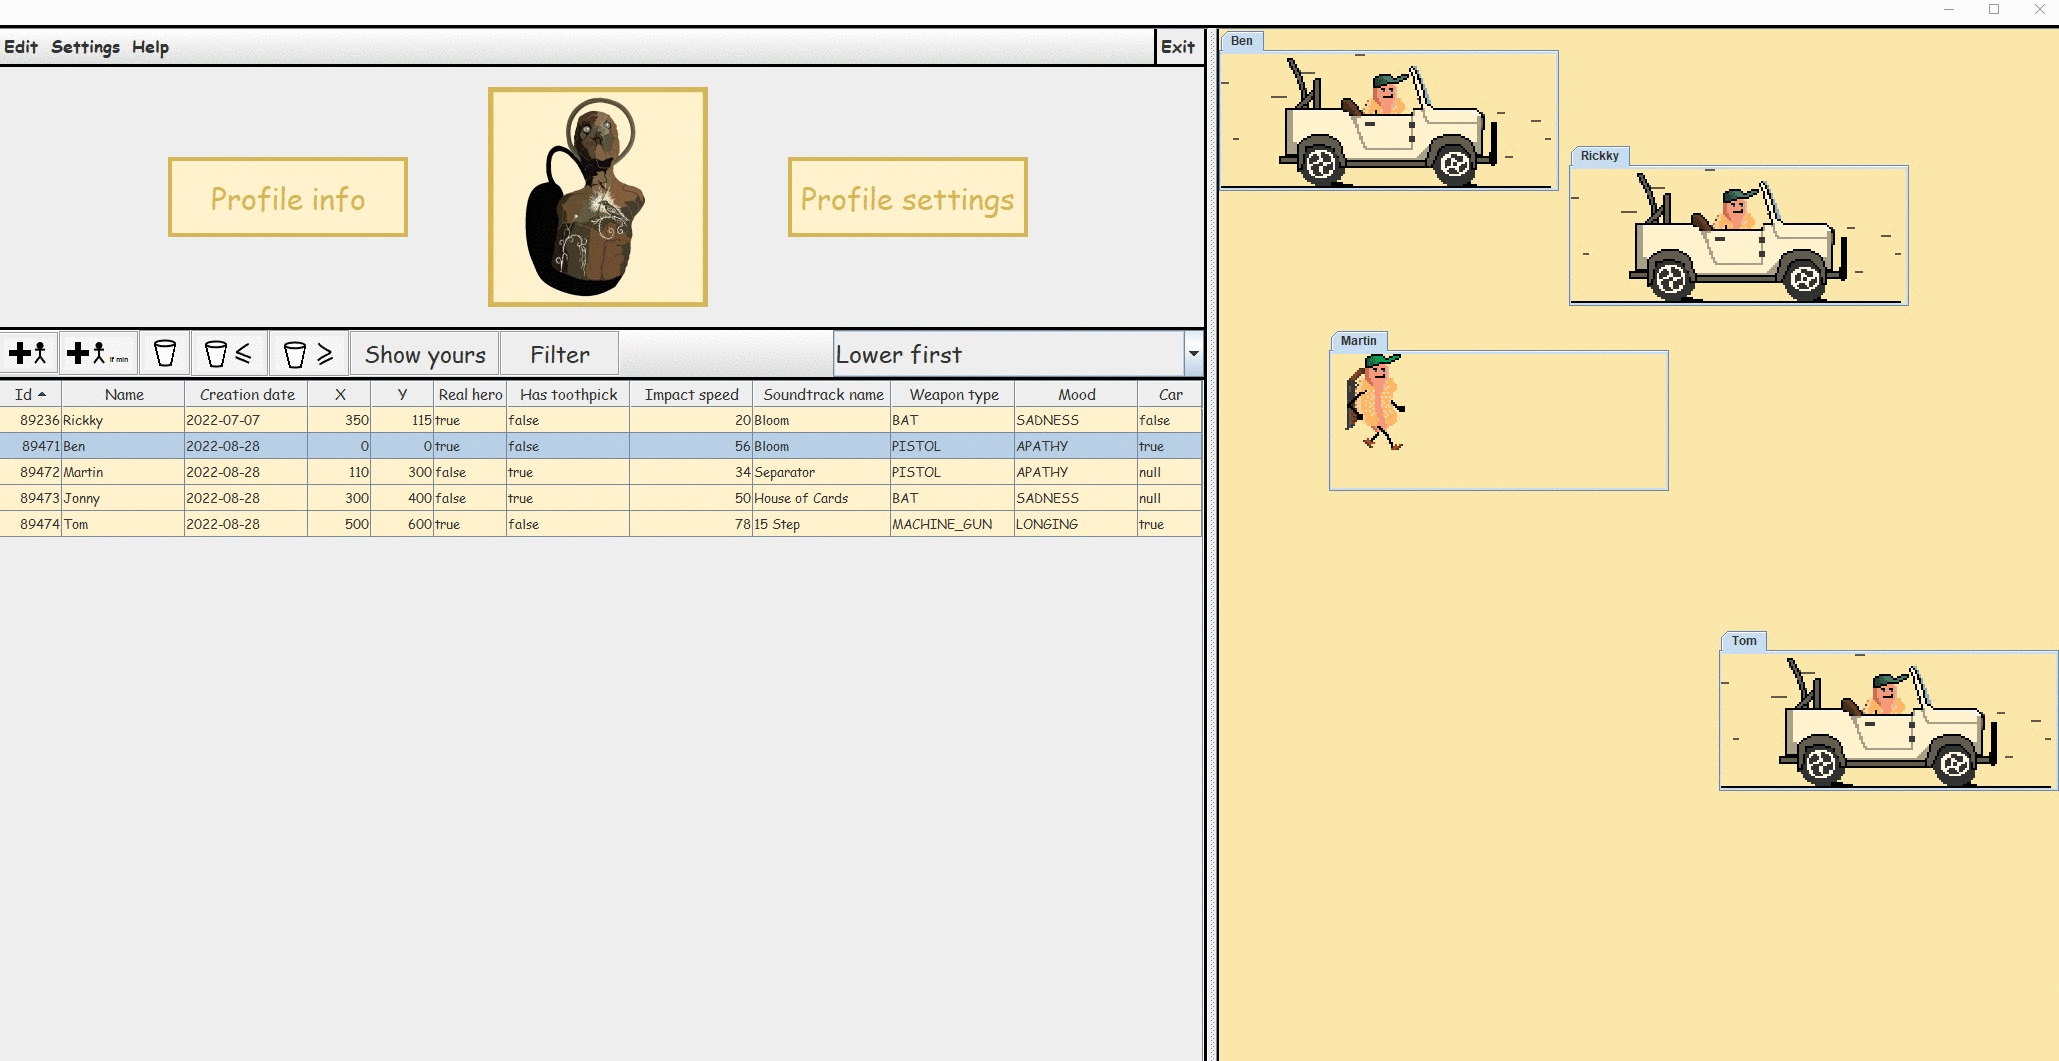 Edit Settings Help Exit
Profile info
Profile settings
if min Show yours Filter Lower first
Id Name Creation date X Y Real hero Has toothpick Impact speed Soundtrack name Weapon type Mood Car
89236 Rickky 2022-07-07 350 115 true false 20 Bloom BAT SADNESS false
89471 Ben 2022-08-28 0 0 true false 56 Bloom PISTOL APATHY true
89472 Martin 2022-08-28 110 300 false true 34 Separator PISTOL APATHY null
89473 Jonny 2022-08-28 300 400 false true 50 House of Cards BAT SADNESS null
89474 Tom 2022-08-28 500 600 true false 78 15 Step MACHINE_GUN LONGING true
Ben
Rickky
Martin
Tom